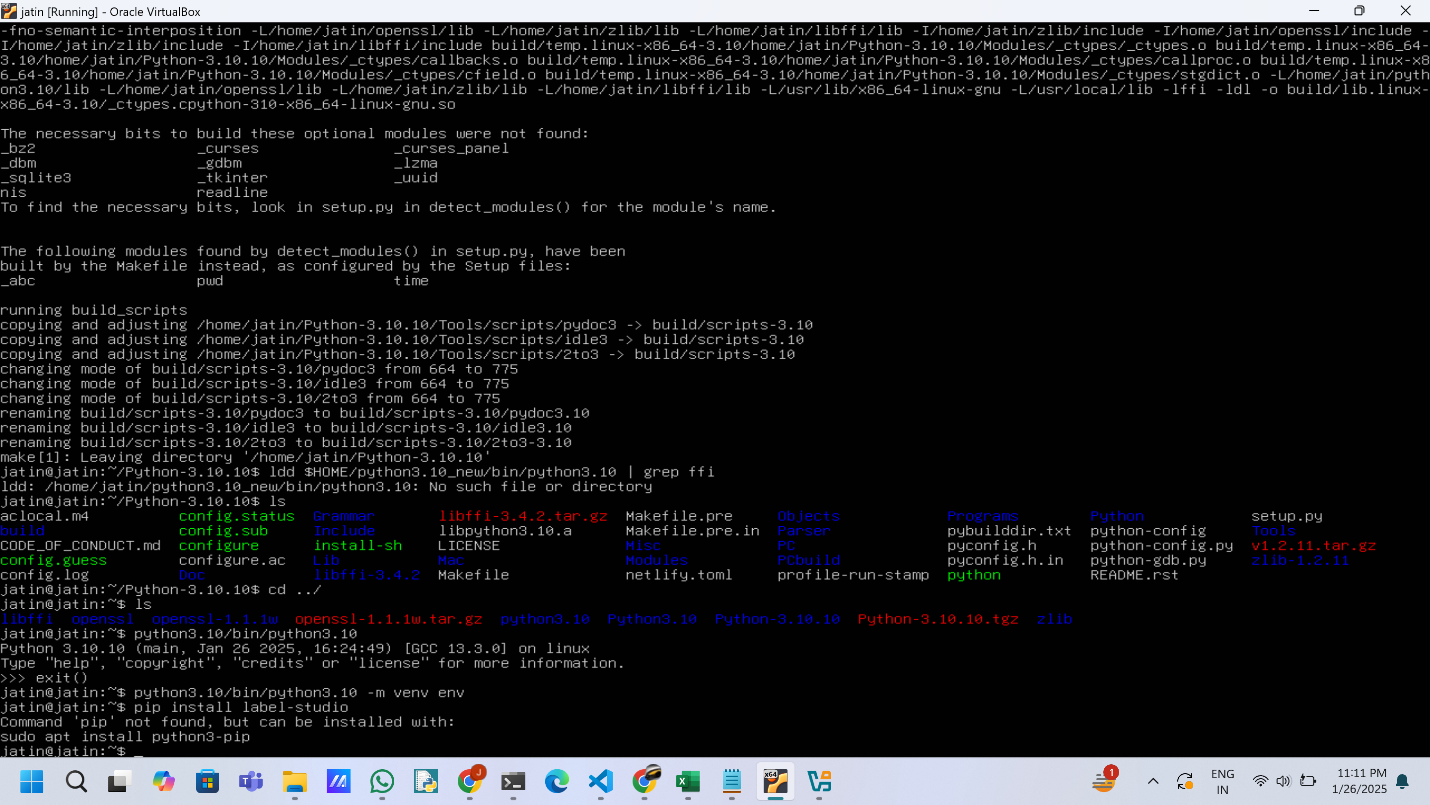 jatin [Running] - Oracle VirtualBox
-fno-semantic-interposition -L/home/jatin/openssl/lib -L/home/jatin/zlib/lib -L/home/jatin/libffi/lib -I/home/jatin/zlib/include -I/home/jatin/openssl/include -
I/home/jatin/zlib/include -I/home/jatin/libffi/include build/temp.linux-x86_64-3.10/home/jatin/Python-3.10.10/Modules/_ctypes/_ctypes.o build/temp.linux-x86_64-
3.10/home/jatin/Python-3.10.10/Modules/_ctypes/callbacks.o build/temp.linux-x86_64-3.10/home/jatin/Python-3.10.10/Modules/_ctypes/callproc.o build/temp.linux-x8
6_64-3.10/home/jatin/Python-3.10.10/Modules/_ctypes/cfield.o build/temp.linux-x86_64-3.10/home/jatin/Python-3.10.10/Modules/_ctypes/stgdict.o -L/home/jatin/pyth
on3.10/lib -L/home/jatin/openssl/lib -L/home/jatin/zlib/lib -L/home/jatin/libffi/lib -L/usr/lib/x86_64-linux-gnu -L/usr/local/lib -lffi -ldl -o build/lib.linux-
x86_64-3.10/_ctypes.cpython-310-x86_64-linux-gnu.so
The necessary bits to build these optional modules were not found:
_bz2 _curses _curses_panel
_dbm _gdbm _lzma
_sqlite3 _tkinter _uuid
nis readline
To find the necessary bits, look in setup.py in detect_modules() for the module's name.
The following modules found by detect_modules() in setup.py, have been
built by the Makefile instead, as configured by the Setup files:
_abc pwd time
running build_scripts
copying and adjusting /home/jatin/Python-3.10.10/Tools/scripts/pydoc3 -> build/scripts-3.10
copying and adjusting /home/jatin/Python-3.10.10/Tools/scripts/idle3 -> build/scripts-3.10
copying and adjusting /home/jatin/Python-3.10.10/Tools/scripts/2to3 -> build/scripts-3.10
changing mode of build/scripts-3.10/pydoc3 from 664 to 775
changing mode of build/scripts-3.10/idle3 from 664 to 775
changing mode of build/scripts-3.10/2to3 from 664 to 775
renaming build/scripts-3.10/pydoc3 to build/scripts-3.10/pydoc3.10
renaming build/scripts-3.10/idle3 to build/scripts-3.10/idle3.10
renaming build/scripts-3.10/2to3 to build/scripts-3.10/2to3-3.10
make[1]: Leaving directory '/home/jatin/Python-3.10.10'
jatin@jatin:~/Python-3.10.10$ ldd $HOME/python3.10_new/bin/python3.10 | grep ffi
ldd: /home/jatin/python3.10_new/bin/python3.10: No such file or directory
jatin@jatin:~/Python-3.10.10$ ls
aclocal.m4 config.status Grammar libffi-3.4.2.tar.gz Makefile.pre Objects Programs Python setup.py
build config.sub Include libpython3.10.a Makefile.pre.in Parser pybuilddir.txt python-config Tools
CODE_OF_CONDUCT.md configure install-sh LICENSE Misc PC pyconfig.h python-config.py v1.2.11.tar.gz
config.guess configure.ac Lib Mac Modules PCbuild pyconfig.h.in python-gdb.py zlib-1.2.11
config.log Doc libffi-3.4.2 Makefile netlify.toml profile-run-stamp python README.rst
jatin@jatin:~/Python-3.10.10$ cd ../
jatin@jatin:~$ ls
libffi openssl openssl-1.1.1w openssl-1.1.1w.tar.gz python3.10 Python3.10 Python-3.10.10 Python-3.10.10.tgz zlib
jatin@jatin:~$ python3.10/bin/python3.10
Python 3.10.10 (main, Jan 26 2025, 16:24:49) [GCC 13.3.0] on linux
Type "help", "copyright", "credits" or "license" for more information.
>>> exit()
jatin@jatin:~$ python3.10/bin/python3.10 -m venv env
jatin@jatin:~$ pip install label-studio
Command 'pip' not found, but can be installed with:
sudo apt install python3-pip
jatin@jatin:~$ _
1
ENG
IN
11:11 PM
1/26/2025